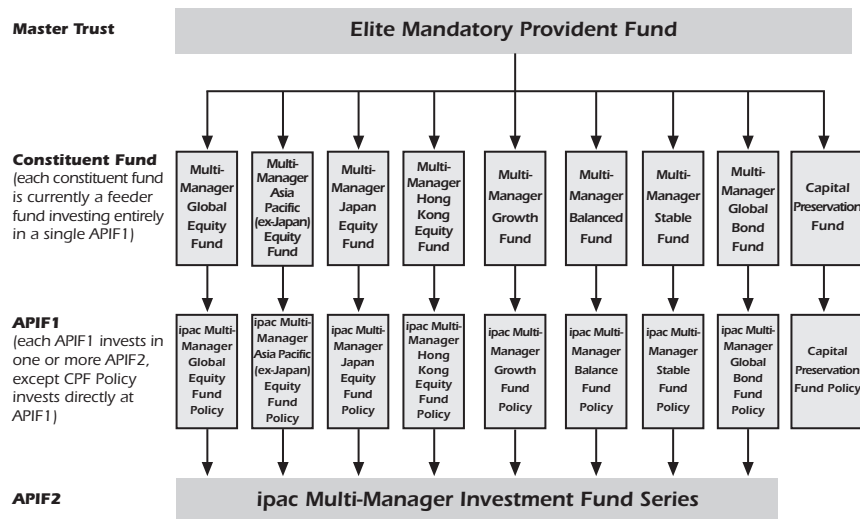 Master Trust
Elite Mandatory Provident Fund
Constituent Fund
(each constituent fund
is currently a feeder
fund investing entirely
in a single APIF1)
Multi-
Manager
Global
Equity
Fund
Multi-
Manager
Asia
Pacific
(ex-Japan)
Equity
Fund
Multi-
Manager
Japan
Equity
Fund
Multi-
Manager
Hong
Kong
Equity
Fund
Multi-
Manager
Growth
Fund
Multi-
Manager
Balanced
Fund
Multi-
Manager
Stable
Fund
Multi-
Manager
Global
Bond
Fund
Capital
Preservation
Fund
APIF1
(each APIF1 invests in
one or more APIF2,
except CPF Policy
invests directly at
APIF1)
ipac Multi-
Manager
Global
Equity
Fund
Policy
ipac Multi-
Manager
Asia Pacific
(ex-Japan)
Equity
Fund
Policy
ipac Multi-
Manager
Japan
Equity
Fund
Policy
ipac Multi-
Manager
Hong
Kong
Equity
Fund
Policy
ipac Multi-
Manager
Growth
Fund
Policy
ipac Multi-
Manager
Balance
Fund
Policy
ipac Multi-
Manager
Stable
Fund
Policy
ipac Multi-
Manager
Global
Bond
Fund
Policy
Capital
Preservation
Fund Policy
APIF2
ipac Multi-Manager Investment Fund Series